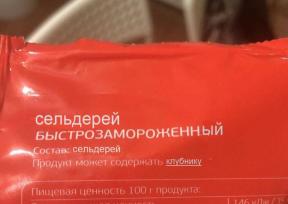 сельдерей
БЫСТРОЗАМОРОЖЕННЫЙ
Состав: сельдерей
Продукт может содержать клубнику
Пищевая ценность 100 г продукта: